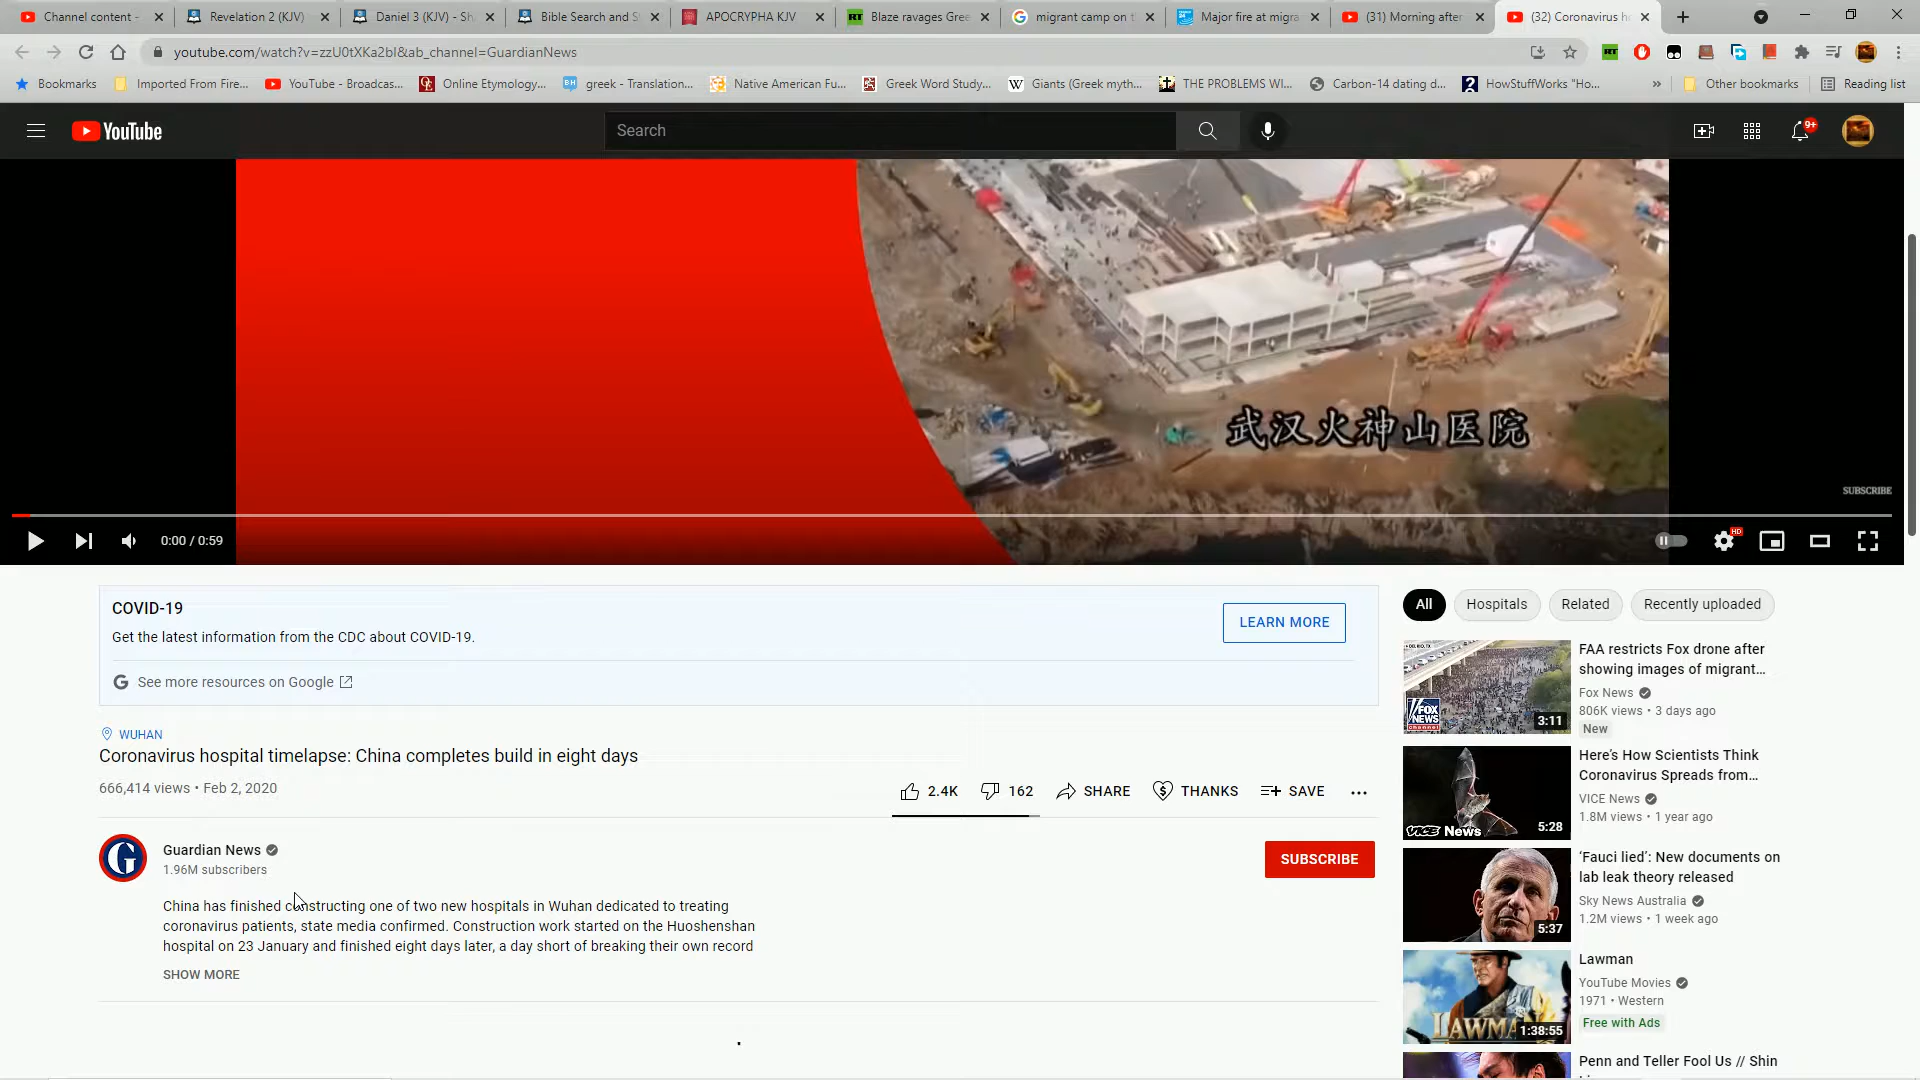 Channel content -
Revelation 2 (KJV)
Daniel 3 (KJV) - Sh
Bible Search and S
APOCRYPHA KJV
RT
Blaze ravages Gree
migrant camp on t
Major fire at migra
(31) Morning after
(32) Coronavirus h
youtube.com/watch?v=zzU0tXKa2bI&ab_channel=GuardianNews
Bookmarks
Imported From Fire...
YouTube - Broadcas...
Online Etymology...
greek - Translation...
Native American Fu...
Greek Word Study...
Giants (Greek myth...
THE PROBLEMS WI...
Carbon-14 dating d...
HowStuffWorks "Ho...
»
Other bookmarks
Reading list
YouTube
Search
9+
武汉火神山医院
SUBSCRIBE
0:00 / 0:59
HD
COVID-19
Get the latest information from the CDC about COVID-19.
LEARN MORE
See more resources on Google
WUHAN
Coronavirus hospital timelapse: China completes build in eight days
666,414 views • Feb 2, 2020
2.4K
162
SHARE
THANKS
SAVE
Guardian News
1.96M subscribers
SUBSCRIBE
China has finished constructing one of two new hospitals in Wuhan dedicated to treating
coronavirus patients, state media confirmed. Construction work started on the Huoshenshan
hospital on 23 January and finished eight days later, a day short of breaking their own record
SHOW MORE
All
Hospitals
Related
Recently uploaded
FOX
NEWS
channel
3:11
FAA restricts Fox drone after
showing images of migrant...
Fox News
806K views • 3 days ago
New
VICE News
5:28
Here's How Scientists Think
Coronavirus Spreads from...
VICE News
1.8M views • 1 year ago
5:37
‘Fauci lied’: New documents on
lab leak theory released
Sky News Australia
1.2M views • 1 week ago
LAWMA
1:38:55
Lawman
YouTube Movies
1971 • Western
Free with Ads
Penn and Teller Fool Us // Shin